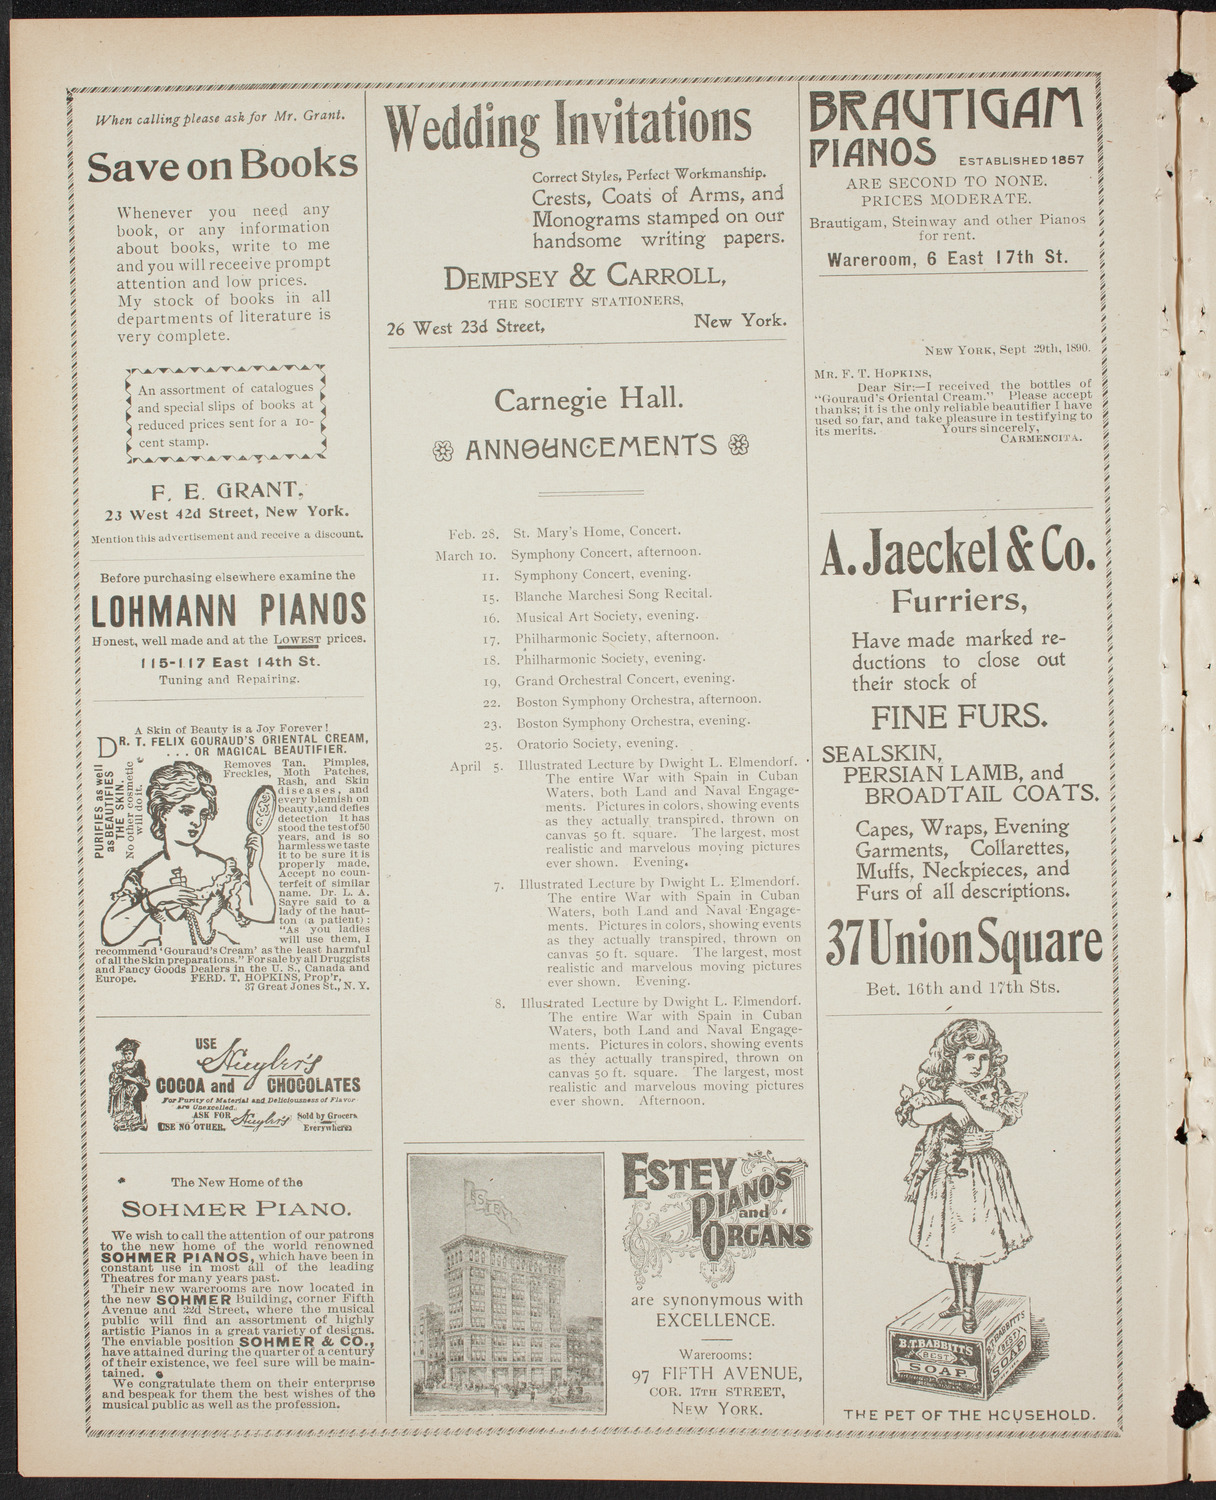 When calling please ask for Mr. Grant.
Save on Books
Whenever you need any
book, or any information
about books, write to me
and you will receeive prompt
attention and low prices.
My stock of books in all
departments of literature is
very complete.
An assortment of catalogues
and special slips of books at
reduced prices sent for a 10-
cent stamp.
F. E. GRANT,
23 West 42d Street, New York.
Mention this advertisement and receive a discount.
Before purchasing elsewhere examine the
LOHMANN PIANOS
Honest, well made and at the LOWEST prices.
115-117 East 14th St.
Tuning and Repairing.
A Skin of Beauty is a Joy Forever!
DR. T. FELIX GOURAUD'S ORIENTAL CREAM,
. . . OR MAGICAL BEAUTIFIER.
PURIFIES as well
as BEAUTIFIES
THE SKIN.
No other cosmetic
will do it.
Removes Tan, Pimples,
Freckles, Moth Patches,
Rash, and Skin
diseases, and
every blemish on
beauty, and defies
detection It has
stood the test of 50
years, and is so
harmless we taste
it to be sure it is
properly made.
Accept no coun-
terfeit of similar
name. Dr. L. A.
Sayre said to a
lady of the haut-
ton (a patient):
"As you ladies
will use them, I
recommend 'Gouraud's Cream' as the least harmful
of all the Skin preparations." For sale by all Druggists
and Fancy Goods Dealers in the U. S., Canada and
Europe. FERD. T. HOPKINS, Prop'r,
37 Great Jones St., N. Y.
USE Huyler's
COCOA and CHOCOLATES
For Purity of Material and Deliciousness of Flavor
are Unexcelled.
ASK FOR Huyler's Sold by Grocers
USE NO OTHER. Everywhere
The New Home of the
SOHMER PIANO.
We wish to call the attention of our patrons
to the new home of the world renowned
SOHMER PIANOS, which have been in
constant use in most all of the leading
Theatres for many years past.
Their new warerooms are now located in
the new SOHMER Building, corner Fifth
Avenue and 22d Street, where the musical
public will find an assortment of highly
artistic Pianos in a great variety of designs.
The enviable position SOHMER & CO.,
have attained during the quarter of a century
of their existence, we feel sure will be main-
tained.
We congratulate them on their enterprise
and bespeak for them the best wishes of the
musical public as well as the profession.
Wedding Invitations
Correct Styles, Perfect Workmanship.
Crests, Coats of Arms, and
Monograms stamped on our
handsome writing papers.
DEMPSEY & CARROLL,
THE SOCIETY STATIONERS,
26 West 23d Street, New York.
Carnegie Hall.
ANNOUNCEMENTS
Feb. 28. St. Mary's Home, Concert.
March 10. Symphony Concert, afternoon.
11. Symphony Concert, evening.
15. Blanche Marchesi Song Recital.
16. Musical Art Society, evening.
17. Philharmonic Society, afternoon.
18. Philharmonic Society, evening.
19. Grand Orchestral Concert, evening.
22. Boston Symphony Orchestra, afternoon.
23. Boston Symphony Orchestra, evening.
25. Oratorio Society, evening.
April 5. Illustrated Lecture by Dwight L. Elmendorf.
The entire War with Spain in Cuban
Waters, both Land and Naval Engage-
ments. Pictures in colors, showing events
as they actually transpired, thrown on
canvas 50 ft. square. The largest, most
realistic and marvelous moving pictures
ever shown. Evening.
7. Illustrated Lecture by Dwight L. Elmendorf.
The entire War with Spain in Cuban
Waters, both Land and Naval Engage-
ments. Pictures in colors, showing events
as they actually transpired, thrown on
canvas 50 ft. square. The largest, most
realistic and marvelous moving pictures
ever shown. Evening.
8. Illustrated Lecture by Dwight L. Elmendorf.
The entire War with Spain in Cuban
Waters, both Land and Naval Engage-
ments. Pictures in colors, showing events
as they actually transpired, thrown on
canvas 50 ft. square. The largest, most
realistic and marvelous moving pictures
ever shown. Afternoon.
ESTEY
ESTEY
PIANOS
and
ORGANS
are synonymous with
EXCELLENCE.
Warerooms:
97 FIFTH AVENUE,
COR. 17TH STREET,
NEW YORK.
BRAUTIGAM
PIANOS ESTABLISHED 1857
ARE SECOND TO NONE.
PRICES MODERATE.
Brautigam, Steinway and other Pianos
for rent.
Wareroom, 6 East 17th St.
NEW YORK, Sept 29th, 1890.
MR. F. T. HOPKINS,
Dear Sir:—I received the bottles of
"Gouraud's Oriental Cream." Please accept
thanks; it is the only reliable beautifier I have
used so far, and take pleasure in testifying to
its merits. Yours sincerely,
CARMENCITA.
A. Jaeckel & Co.
Furriers,
Have made marked re-
ductions to close out
their stock of
FINE FURS.
SEALSKIN,
PERSIAN LAMB, and
BROADTAIL COATS.
Capes, Wraps, Evening
Garments, Collarettes,
Muffs, Neckpieces, and
Furs of all descriptions.
37 Union Square
Bet. 16th and 17th Sts.
B.T. BABBITT'S
BEST
SOAP
B.T. BABBITT'S
BEST
SOAP
THE PET OF THE HOUSEHOLD.